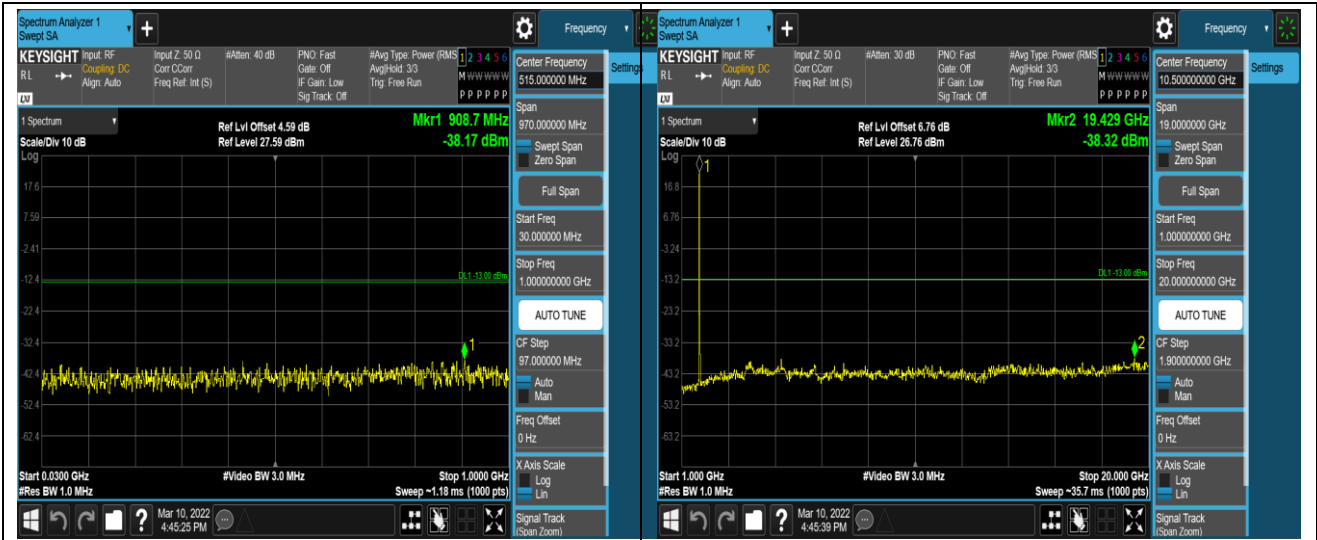 Spectrum Analyzer 1
Swept SA
+
Frequency
KEYSIGHT
RL
LXI
Input: RF
Coupling: DC
Align: Auto
Input Z: 50 Ω
Corr CCorr
Freq Ref: Int (S)
#Atten: 40 dB
PNO: Fast
Gate: Off
IF Gain: Low
Sig Track: Off
#Avg Type: Power (RMS
Avg|Hold: 3/3
Trig: Free Run
1 2 3 4 5 6
M W W W W W
P P P P P P
Center Frequency
515.000000 MHz
Settings
Span
970.000000 MHz
Swept Span
Zero Span
Full Span
Start Freq
30.000000 MHz
Stop Freq
1.000000000 GHz
AUTO TUNE
CF Step
97.000000 MHz
Auto
Man
Freq Offset
0 Hz
X Axis Scale
Log
Lin
Signal Track
(Span Zoom)
1 Spectrum
Scale/Div 10 dB
Log
Ref Lvl Offset 4.59 dB
Ref Level 27.59 dBm
Mkr1 908.7 MHz
-38.17 dBm
17.6
7.59
-2.41
DL1 -13.00 dBm
-12.4
-22.4
-32.4
1
-42.4
-52.4
-62.4
Start 0.0300 GHz
#Res BW 1.0 MHz
#Video BW 3.0 MHz
Stop 1.0000 GHz
Sweep ~1.18 ms (1000 pts)
?
Mar 10, 2022
4:45:25 PM
Spectrum Analyzer 1
Swept SA
+
Frequency
KEYSIGHT
RL
LXI
Input: RF
Coupling: DC
Align: Auto
Input Z: 50 Ω
Corr CCorr
Freq Ref: Int (S)
#Atten: 30 dB
PNO: Fast
Gate: Off
IF Gain: Low
Sig Track: Off
#Avg Type: Power (RMS
Avg|Hold: 3/3
Trig: Free Run
1 2 3 4 5 6
M W W W W W
P P P P P P
Center Frequency
10.500000000 GHz
Settings
Span
19.0000000 GHz
Swept Span
Zero Span
Full Span
Start Freq
1.000000000 GHz
Stop Freq
20.000000000 GHz
AUTO TUNE
CF Step
1.900000000 GHz
Auto
Man
Freq Offset
0 Hz
X Axis Scale
Log
Lin
Signal Track
(Span Zoom)
1 Spectrum
Scale/Div 10 dB
Log
Ref Lvl Offset 6.76 dB
Ref Level 26.76 dBm
Mkr2 19.429 GHz
-38.32 dBm
1
16.8
6.76
-3.24
DL1 -13.00 dBm
-13.2
-23.2
-33.2
2
-43.2
-53.2
-63.2
Start 1.000 GHz
#Res BW 1.0 MHz
#Video BW 3.0 MHz
Stop 20.000 GHz
Sweep ~35.7 ms (1000 pts)
?
Mar 10, 2022
4:45:39 PM